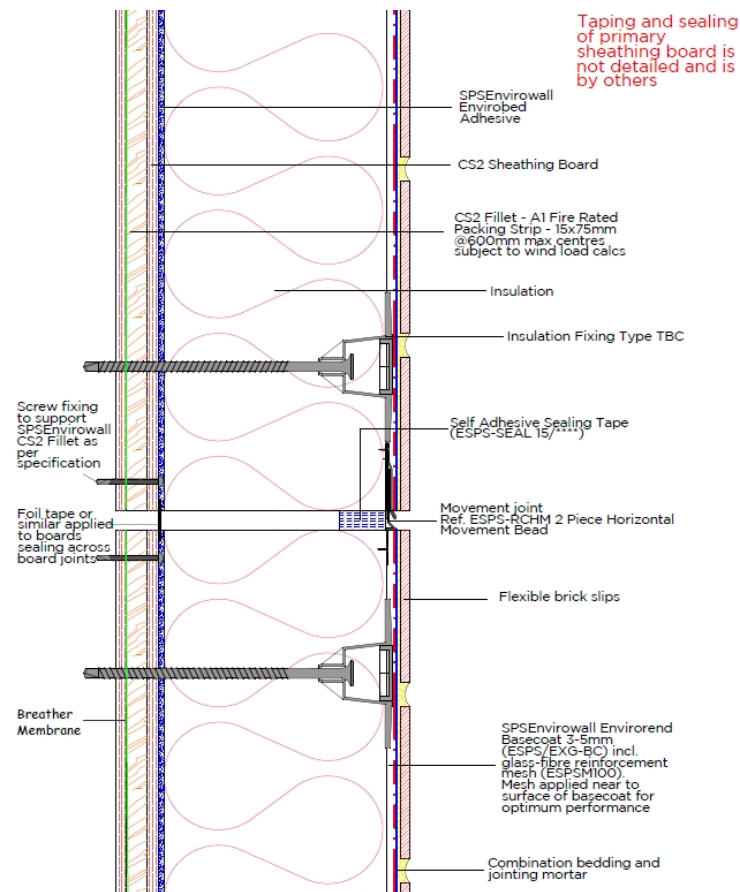 Taping and sealing
of primary
sheathing board is
not detailed and is
by others
SPSEnvirowall
Envirobed
Adhesive
CS2 Sheathing Board
CS2 Fillet - A1 Fire Rated
Packing Strip - 15x75mm
@600mm max centres
subject to wind load calcs
Insulation
Insulation Fixing Type TBC
Screw fixing
to support
SPSEnvirowall
CS2 Fillet as
per
specification
Self Adhesive Sealing Tape
(ESPS-SEAL 15/****)
Foil tape or
similar applied
to boards
sealing across
board joints
Movement joint
Ref. ESPS-RCHM 2 Piece Horizontal
Movement Bead
Flexible brick slips
Breather
Membrane
SPSEnvirowall Envirorend
Basecoat 3-5mm
(ESPS/EXG-BC) incl.
glass-fibre reinforcement
mesh (ESPSM100).
Mesh applied near to
surface of basecoat for
optimum performance
Combination bedding and
jointing mortar